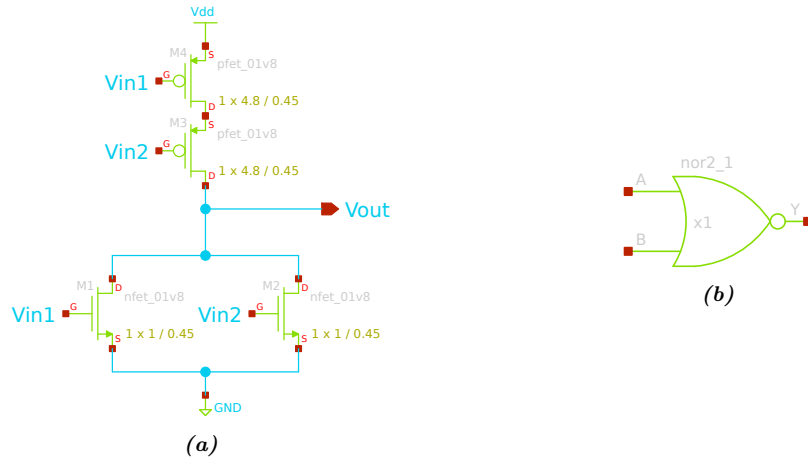 Vdd
M4
S
pfet_01v8
Vin1
G
1 x 4.8 / 0.45
D
M3
S
pfet_01v8
Vin2
G
1 x 4.8 / 0.45
D
Vout
M1
D
nfet_01v8
Vin1
G
1 x 1 / 0.45
S
M2
D
nfet_01v8
Vin2
G
1 x 1 / 0.45
S
GND
(a)
nor2_1
A
x1
Y
B
(b)